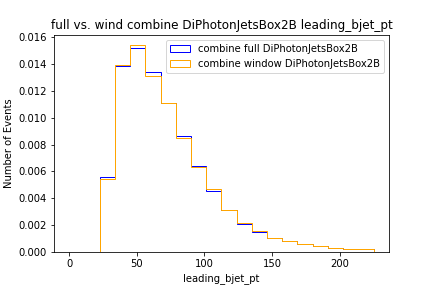 full vs. wind combine DiPhotonJetsBox2B leading_bjet_pt
combine full DiPhotonJetsBox2B
combine window DiPhotonJetsBox2B
Number of Events
0.016
0.014
0.012
0.010
0.008
0.006
0.004
0.002
0.000
0
50
100
150
200
leading_bjet_pt